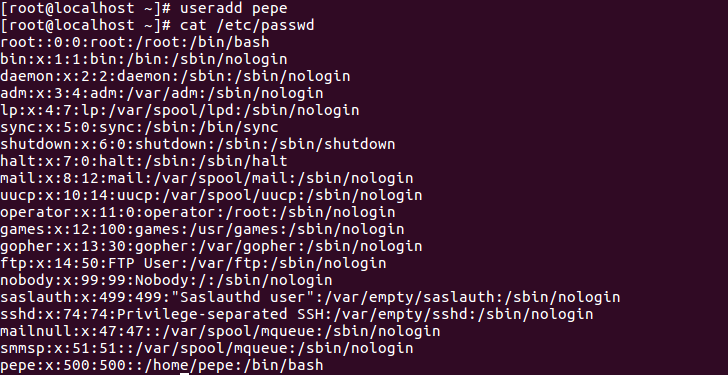 [root@localhost ~]# useradd pepe
[root@localhost ~]# cat /etc/passwd
root::0:0:root:/root:/bin/bash
bin:x:1:1:bin:/bin:/sbin/nologin
daemon:x:2:2:daemon:/sbin:/sbin/nologin
adm:x:3:4:adm:/var/adm:/sbin/nologin
lp:x:4:7:lp:/var/spool/lpd:/sbin/nologin
sync:x:5:0:sync:/sbin:/bin/sync
shutdown:x:6:0:shutdown:/sbin:/sbin/shutdown
halt:x:7:0:halt:/sbin:/sbin/halt
mail:x:8:12:mail:/var/spool/mail:/sbin/nologin
uucp:x:10:14:uucp:/var/spool/uucp:/sbin/nologin
operator:x:11:0:operator:/root:/sbin/nologin
games:x:12:100:games:/usr/games:/sbin/nologin
gopher:x:13:30:gopher:/var/gopher:/sbin/nologin
ftp:x:14:50:FTP User:/var/ftp:/sbin/nologin
nobody:x:99:99:Nobody:/:/sbin/nologin
saslauth:x:499:499:"Saslauthd user":/var/empty/saslauth:/sbin/nologin
sshd:x:74:74:Privilege-separated SSH:/var/empty/sshd:/sbin/nologin
mailnull:x:47:47::/var/spool/mqueue:/sbin/nologin
smmsp:x:51:51::/var/spool/mqueue:/sbin/nologin
pepe:x:500:500::/home/pepe:/bin/bash